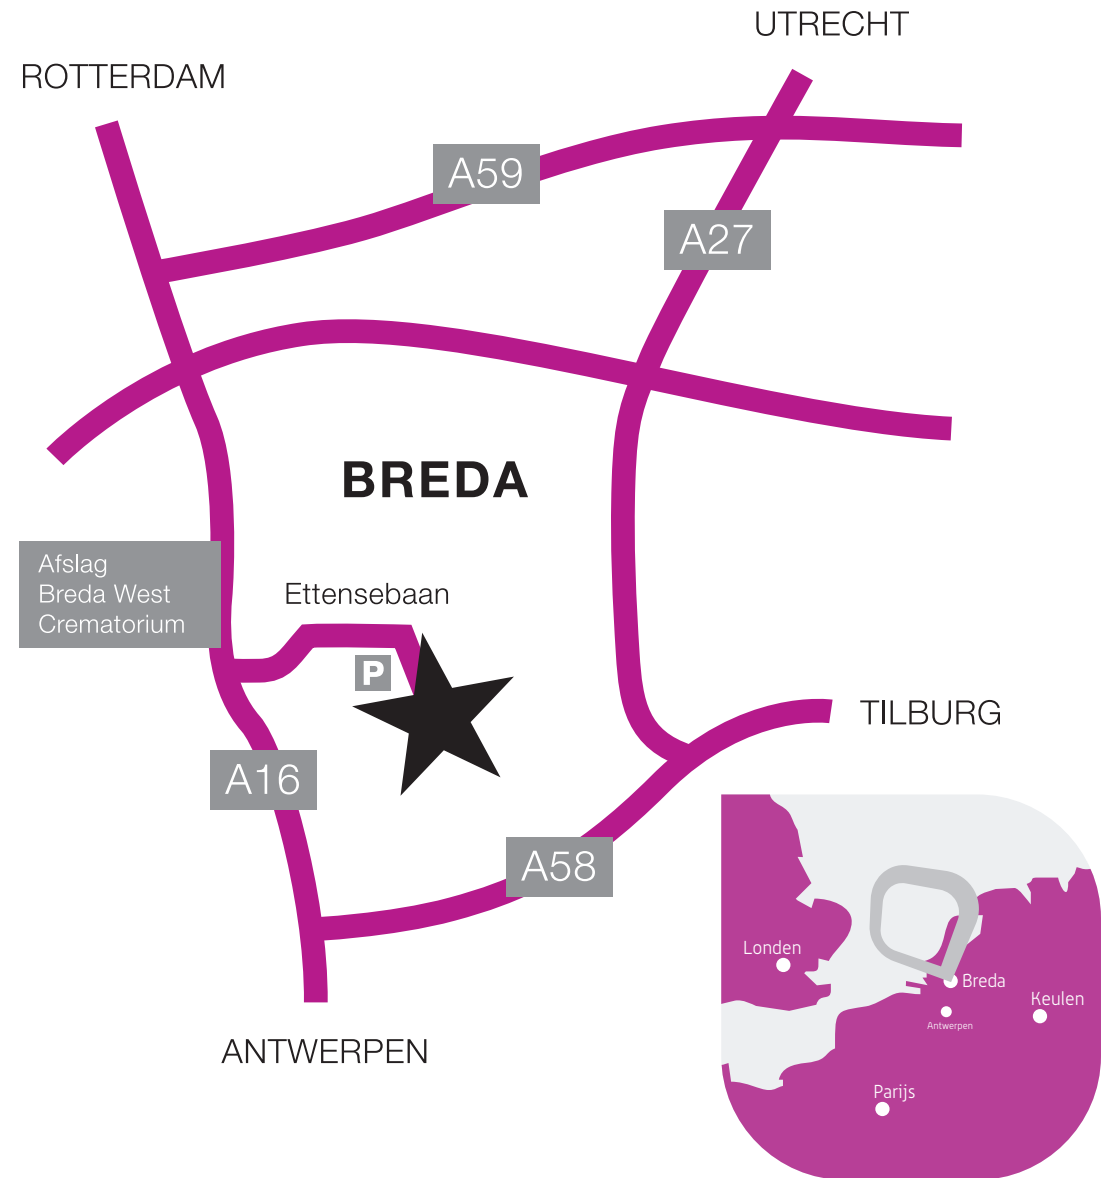 UTRECHT
ROTTERDAM
A59
A27
BREDA
Afslag
Breda West
Crematorium
Ettensebaan
P
TILBURG
A16
A58
ANTWERPEN
Londen
Breda
Keulen
Antwerpen
Parijs